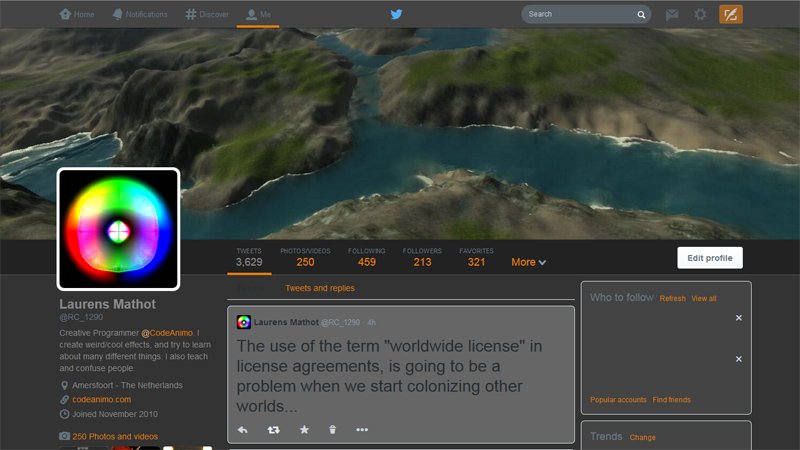 Home Notifications Discover Me Search
TWEETS PHOTOS/VIDEOS FOLLOWING FOLLOWERS FAVORITES
3,629 250 459 213 321 More Edit profile
Tweets Tweets and replies
Laurens Mathot
@RC_1290
Creative Programmer @CodeAnimo. I
create weird/cool effects, and try to learn
about many different things. I also teach
and confuse people.
Amersfoort - The Netherlands
codeanimo.com
Joined November 2010
250 Photos and videos
Laurens Mathot @RC_1290 · 4h
The use of the term "worldwide license" in
license agreements, is going to be a
problem when we start colonizing other
worlds...
Who to follow Refresh View all
Popular accounts Find friends
Trends Change